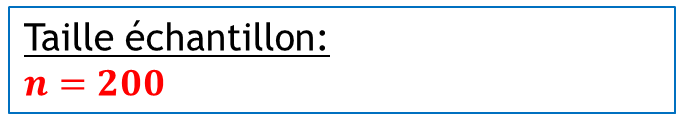 Taille échantillon:
n = 200